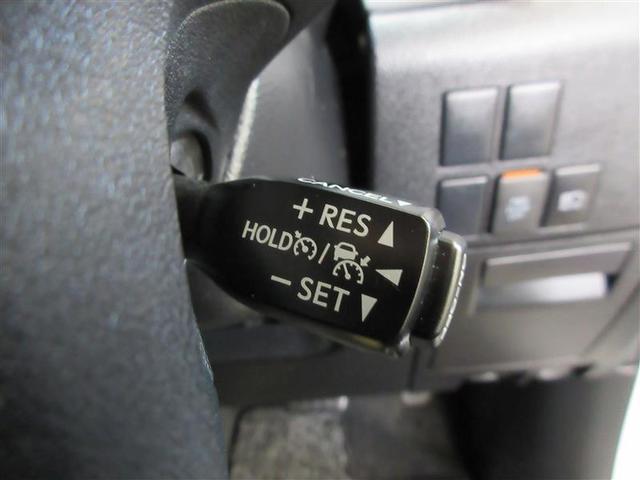 CANCEL▼
+ RES ▲
HOLD / ◀
− SET ▼